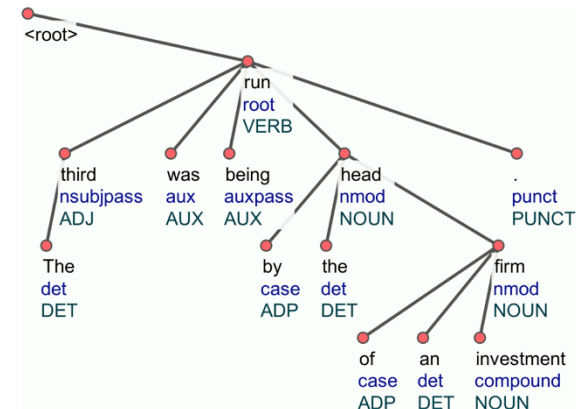 <root>
run
root
VERB
third was being head .
nsubjpass aux auxpass nmod punct
ADJ AUX AUX NOUN PUNCT
The by the firm
det case det nmod
DET ADP DET NOUN
of an investment
case det compound
ADP DET NOUN